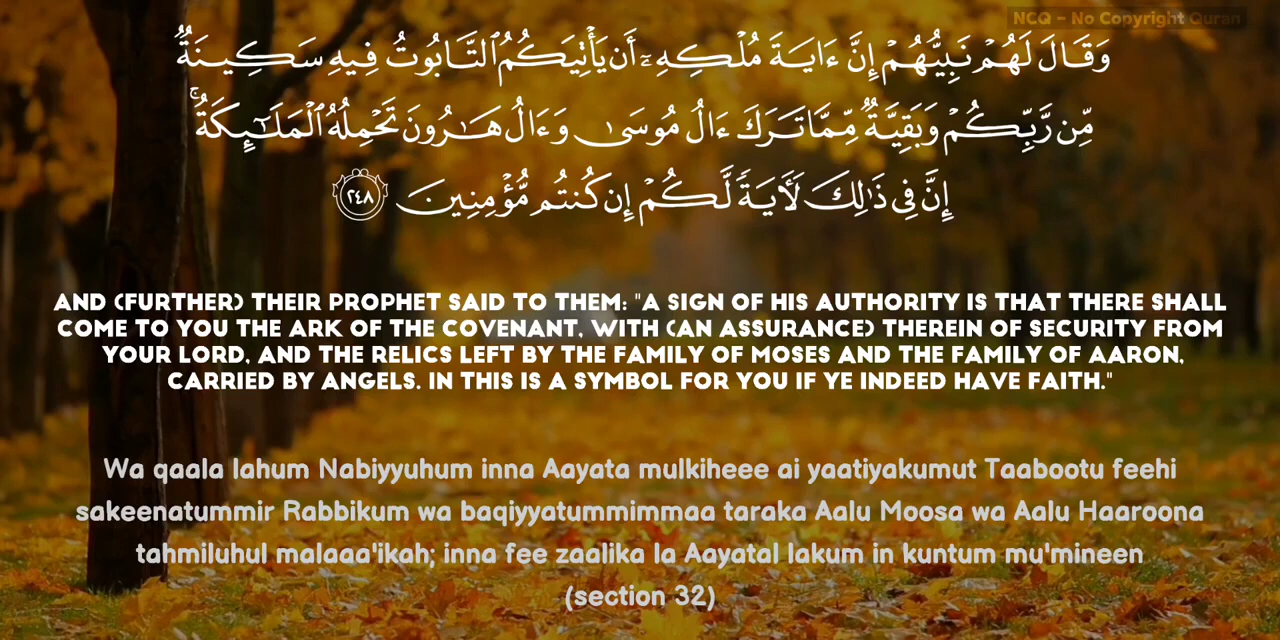 NCQ - No Copyright Quran
وَقَالَ لَهُمْ نَبِيُّهُمْ إِنَّ ءَايَةَ مُلْكِهِۦٓ أَن يَأْتِيَكُمُ ٱلتَّابُوتُ فِيهِ سَكِينَةٌ
مِّن رَّبِّكُمْ وَبَقِيَّةٌ مِّمَّا تَرَكَ ءَالُ مُوسَىٰ وَءَالُ هَـٰرُونَ تَحْمِلُهُ ٱلْمَلَـٰٓئِكَةُ ۚ
إِنَّ فِى ذَٰلِكَ لَـَٔايَةً لَّكُمْ إِن كُنتُم مُّؤْمِنِينَ ٢٤٨
AND (FURTHER) THEIR PROPHET SAID TO THEM: "A SIGN OF HIS AUTHORITY IS THAT THERE SHALL
COME TO YOU THE ARK OF THE COVENANT, WITH (AN ASSURANCE) THEREIN OF SECURITY FROM
YOUR LORD, AND THE RELICS LEFT BY THE FAMILY OF MOSES AND THE FAMILY OF AARON,
CARRIED BY ANGELS. IN THIS IS A SYMBOL FOR YOU IF YE INDEED HAVE FAITH."
Wa qaala lahum Nabiyyuhum inna Aayata mulkiheee ai yaatiyakumut Taabootu feehi
sakeenatummir Rabbikum wa baqiyyatummimmaa taraka Aalu Moosa wa Aalu Haaroona
tahmiluhul malaaa'ikah; inna fee zaalika la Aayatal lakum in kuntum mu'mineen
(section 32)